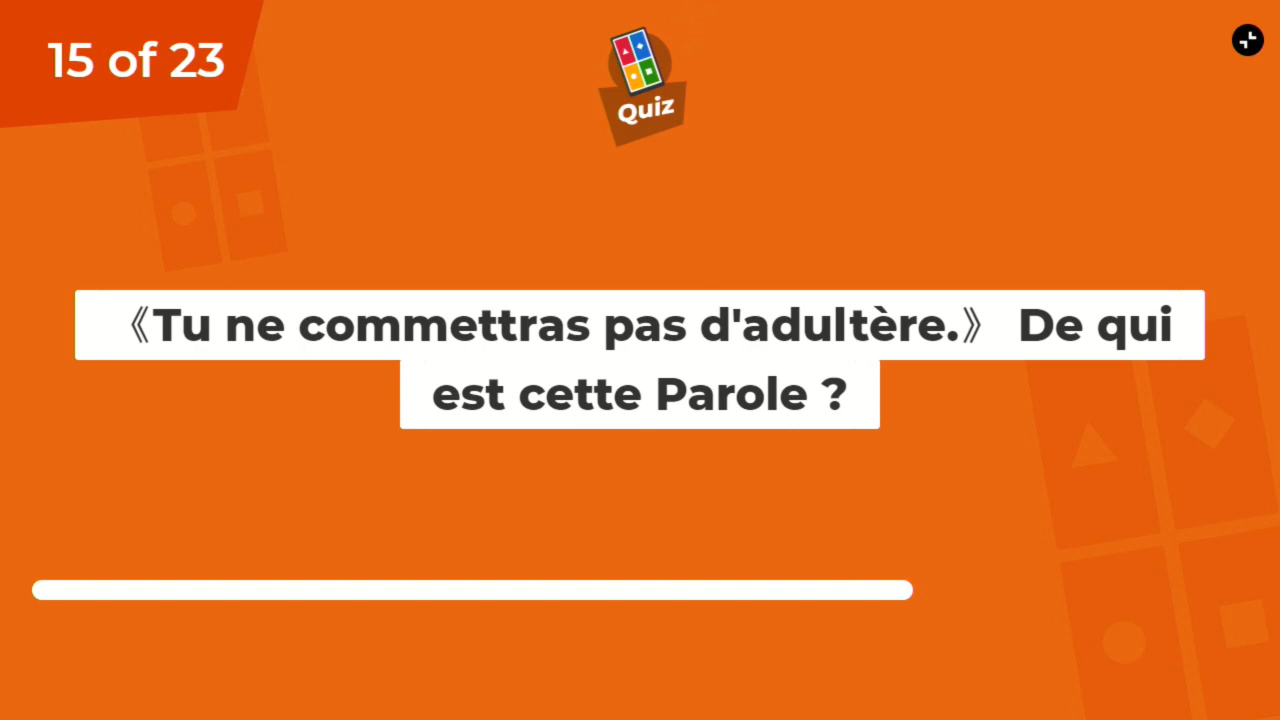 15 of 23
Quiz
《Tu ne commettras pas d'adultère.》 De qui
est cette Parole ?